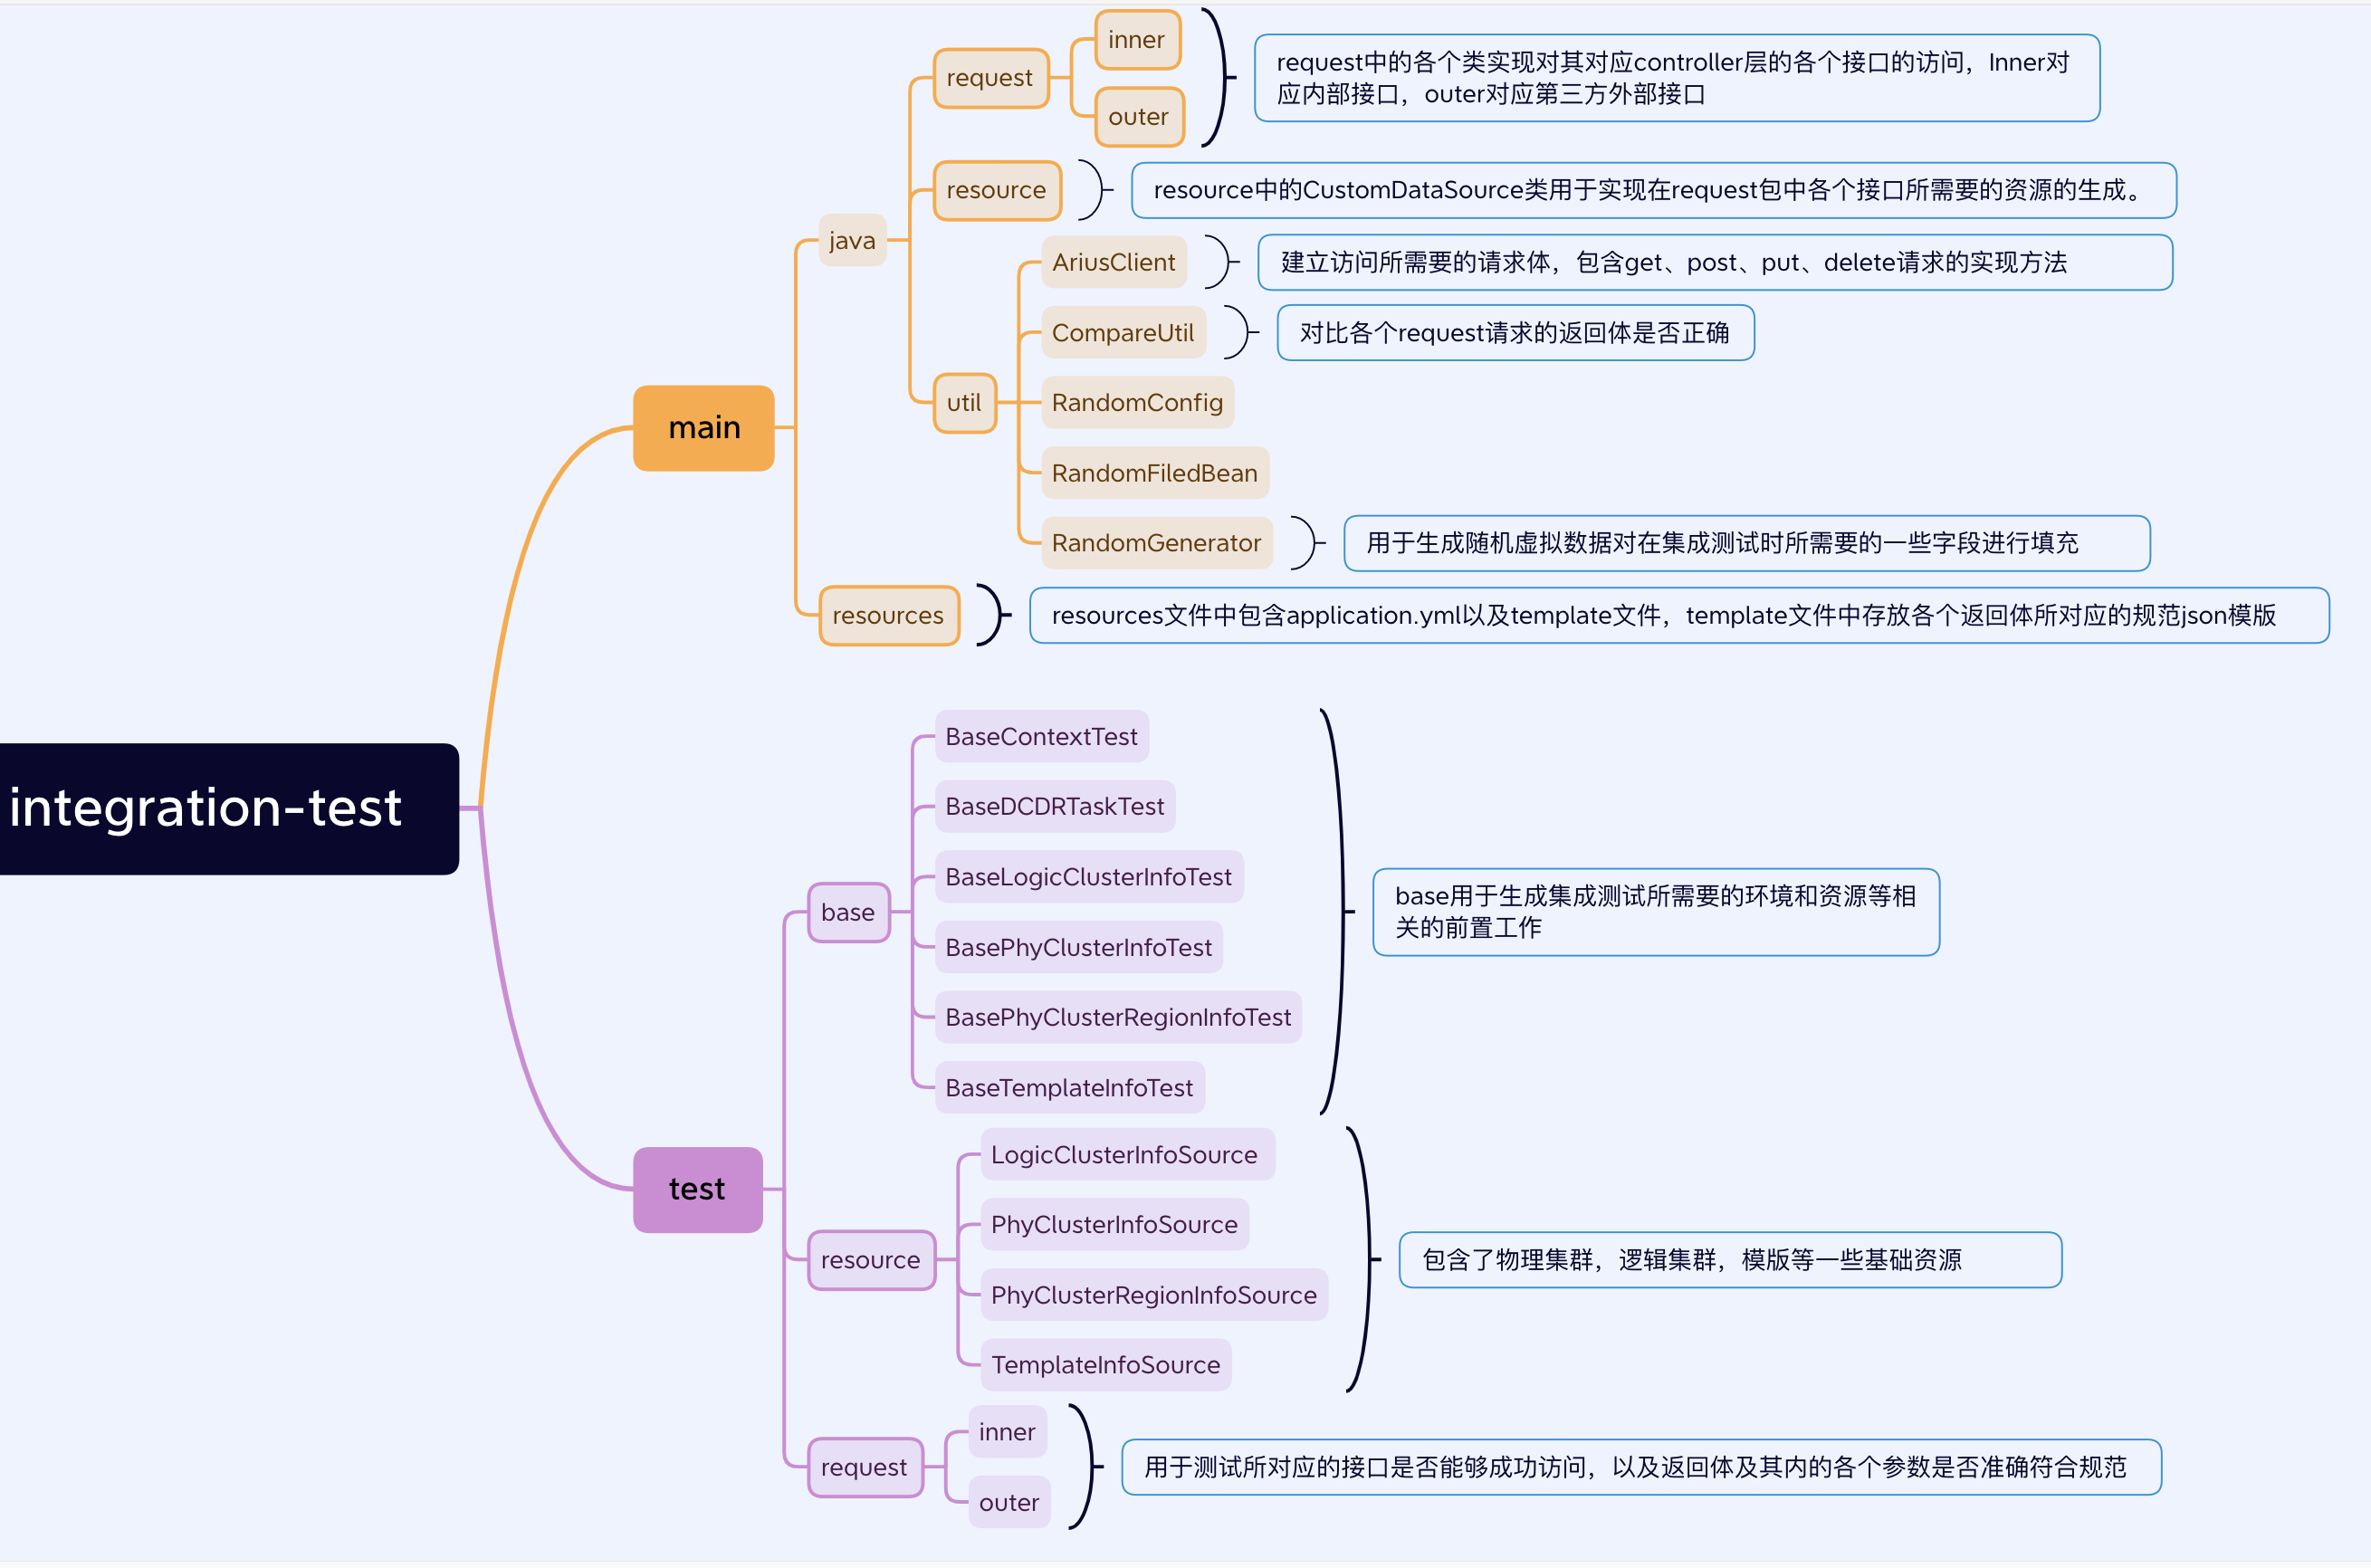 integration-test
main
java
request
inner
outer
request中的各个类实现对其对应controller层的各个接口的访问，Inner对
应内部接口，outer对应第三方外部接口
resource
resource中的CustomDataSource类用于实现在request包中各个接口所需要的资源的生成。
util
AriusClient
建立访问所需要的请求体，包含get、post、put、delete请求的实现方法
CompareUtil
对比各个request请求的返回体是否正确
RandomConfig
RandomFiledBean
RandomGenerator
用于生成随机虚拟数据对在集成测试时所需要的一些字段进行填充
resources
resources文件中包含application.yml以及template文件，template文件中存放各个返回体所对应的规范json模版
test
base
BaseContextTest
BaseDCDRTaskTest
BaseLogicClusterInfoTest
BasePhyClusterInfoTest
BasePhyClusterRegionInfoTest
BaseTemplateInfoTest
base用于生成集成测试所需要的环境和资源等相
关的前置工作
resource
LogicClusterInfoSource
PhyClusterInfoSource
PhyClusterRegionInfoSource
TemplateInfoSource
包含了物理集群，逻辑集群，模版等一些基础资源
request
inner
outer
用于测试所对应的接口是否能够成功访问，以及返回体及其内的各个参数是否准确符合规范